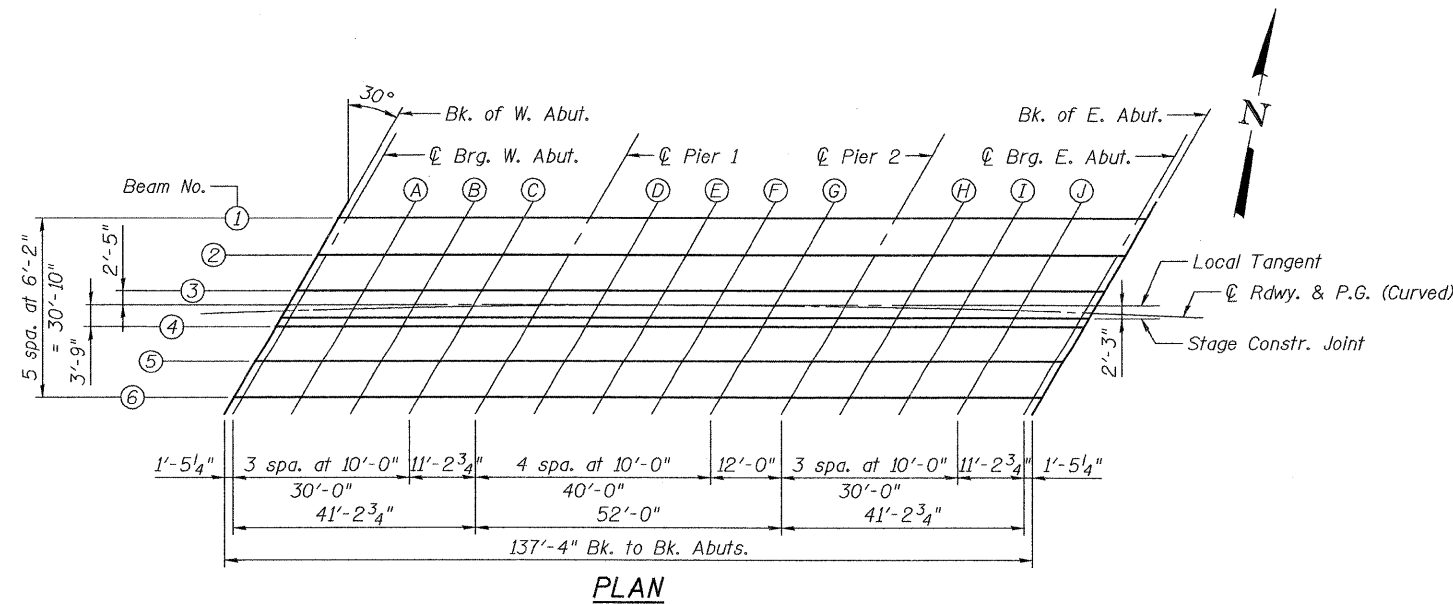 N
30°
Bk. of W. Abut.
Bk. of E. Abut.
℄ Brg. W. Abut.
℄ Pier 1
℄ Pier 2
℄ Brg. E. Abut.
Beam No.
A B C D E F G H I J
1
2
3
4
5
6
5 spa. at 6'-2"
= 30'-10"
2'-5"
3'-9"
Local Tangent
℄ Rdwy. & P.G. (Curved)
Stage Constr. Joint
2'-3"
1'-5¼" 3 spa. at 10'-0" 11'-2¾" 4 spa. at 10'-0" 12'-0" 3 spa. at 10'-0" 11'-2¾" 1'-5¼"
30'-0" 40'-0" 30'-0"
41'-2¾" 52'-0" 41'-2¾"
137'-4" Bk. to Bk. Abuts.
PLAN